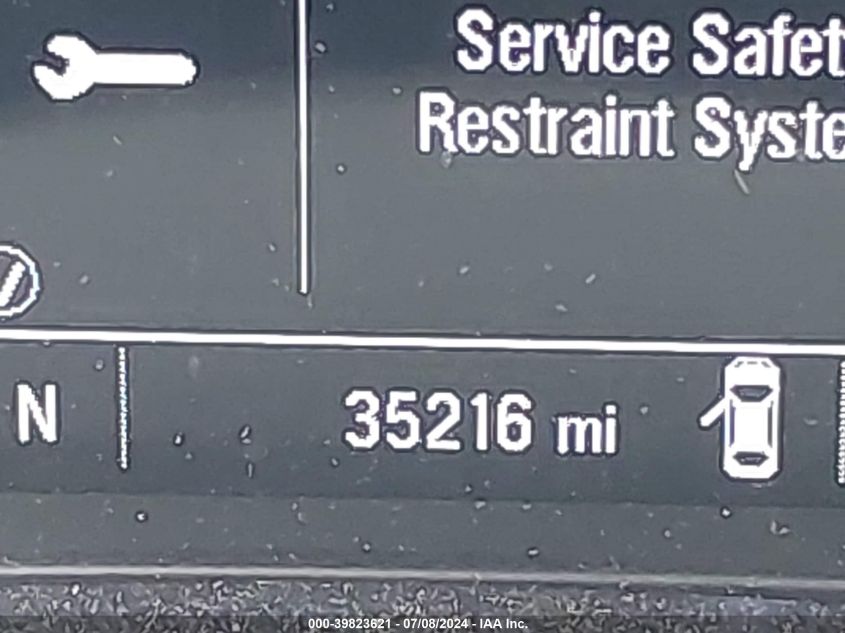 Service Safet
Restraint Syste
N
35216 mi
000-39823621 - 07/08/2024 - IAA Inc.